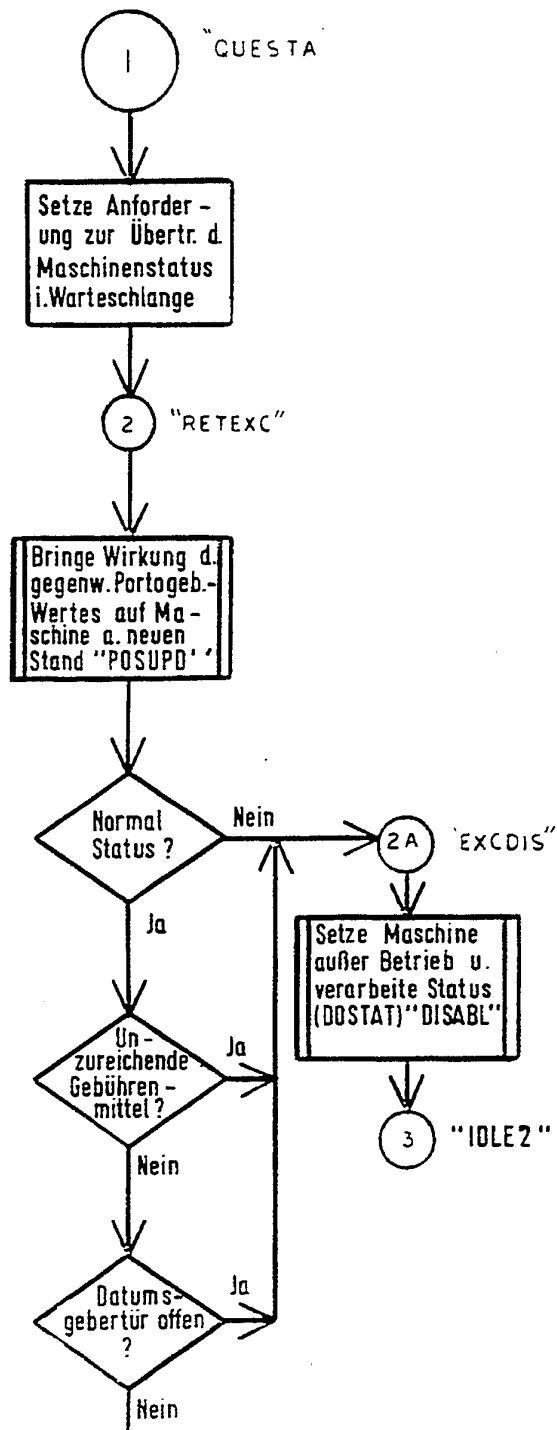 1 "QUESTA
Setze Anforder-
ung zur Übertr. d.
Maschinenstatus
i.Warteschlange
2 "RETEXC"
Bringe Wirkung d.
gegenw. Portogeb.-
Wertes auf Ma-
schine a. neuen
Stand "POSUPD''
Normal
Status ?
Nein
Ja
2A 'EXCDIS"
Setze Maschine
außer Betrieb u.
verarbeite Status
(DOSTAT)"DISABL"
3 "IDLE2"
Un-
zureichende
Gebühren-
mittel ?
Ja
Nein
Datums-
gebertür offen
?
Ja
Nein